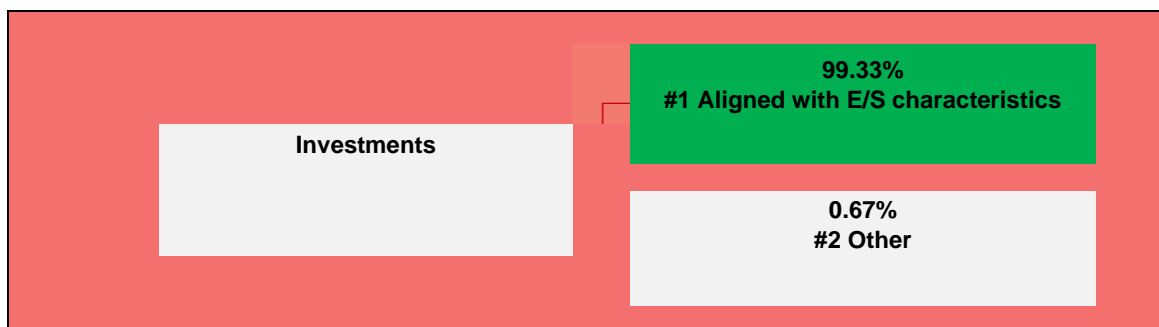 99.33%
#1 Aligned with E/S characteristics
Investments
0.67%
#2 Other